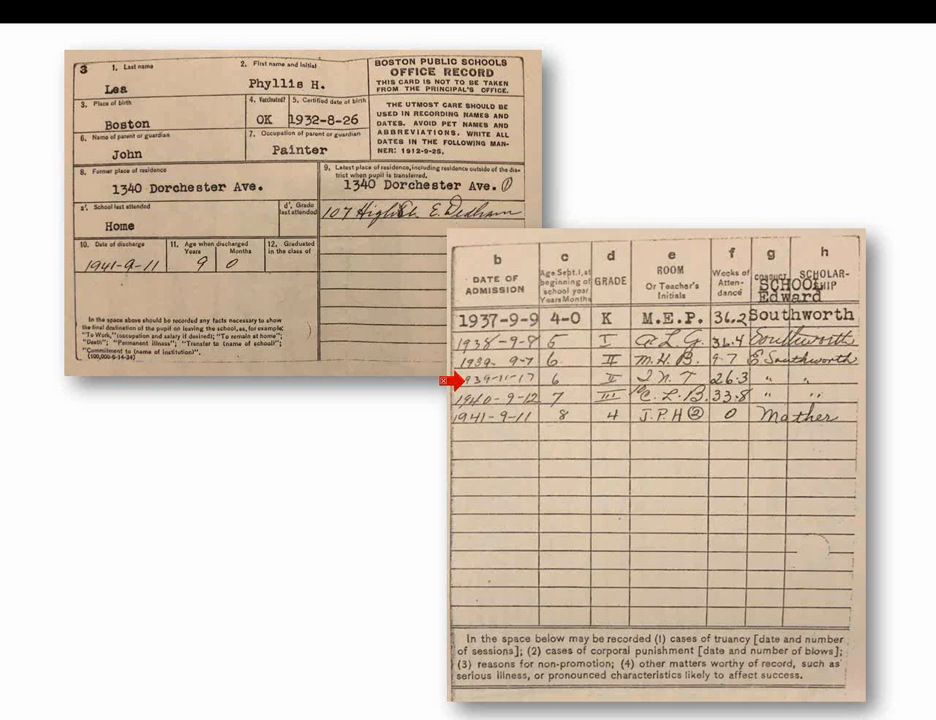 3 1. Last name 2. First name and initial BOSTON PUBLIC SCHOOLS
OFFICE RECORD
Lea Phyllis H. THIS CARD IS NOT TO BE TAKEN
FROM THE PRINCIPAL'S OFFICE.
3. Place of birth 4. Vaccinated? 5. Certified date of birth
Boston OK 1932-8-26
THE UTMOST CARE SHOULD BE
USED IN RECORDING NAMES AND
DATES. AVOID PET NAMES AND
ABBREVIATIONS. WRITE ALL
DATES IN THE FOLLOWING MAN-
NER: 1912-9-25.
6. Name of parent or guardian 7. Occupation of parent or guardian
John Painter
8. Former place of residence 9. Latest place of residence, including residence outside of the dis-
trict when pupil is transferred.
1340 Dorchester Ave. 1340 Dorchester Ave. ①
School last attended d'. Grade
last attended
107 High St. E. Dedham
Home
10. Date of discharge 11. Age when discharged 12. Graduated
Years Months in the class of
1941-9-11 9 0
In the space above should be recorded any facts necessary to show
the final destination of the pupil on leaving the school, as, for example:
"To Work," (occupation and salary if desired); "To remain at home";
"Death"; "Permanent illness"; "Transfer to (name of school)";
"Commitment to (name of institution)".
b c d e f g h
DATE OF
ADMISSION
Age Sept. 1, at
beginning of
school year
Years Months
GRADE
ROOM
Or Teacher's
Initials
Weeks of
Atten-
dance
CONDUCT SCHOLAR-
SHIP
SCHOOL
Edward
1937-9-9 4-0 K M.E.P. 36.2 Southworth
1938-9-8 5 I A.L.G. 31.4 Southworth
1939-9-7 6 II M.H.B. 9-7 E Southworth
939-11-17 6 II J.N.T. 26.3 " "
1940-9-12 7 III C.L.B. 33.8 " "
1941-9-11 8 4 J.P.H ② 0 Mather
In the space below may be recorded (1) cases of truancy [date and number
of sessions]; (2) cases of corporal punishment [date and number of blows];
(3) reasons for non-promotion; (4) other matters worthy of record, such as
serious illness, or pronounced characteristics likely to affect success.